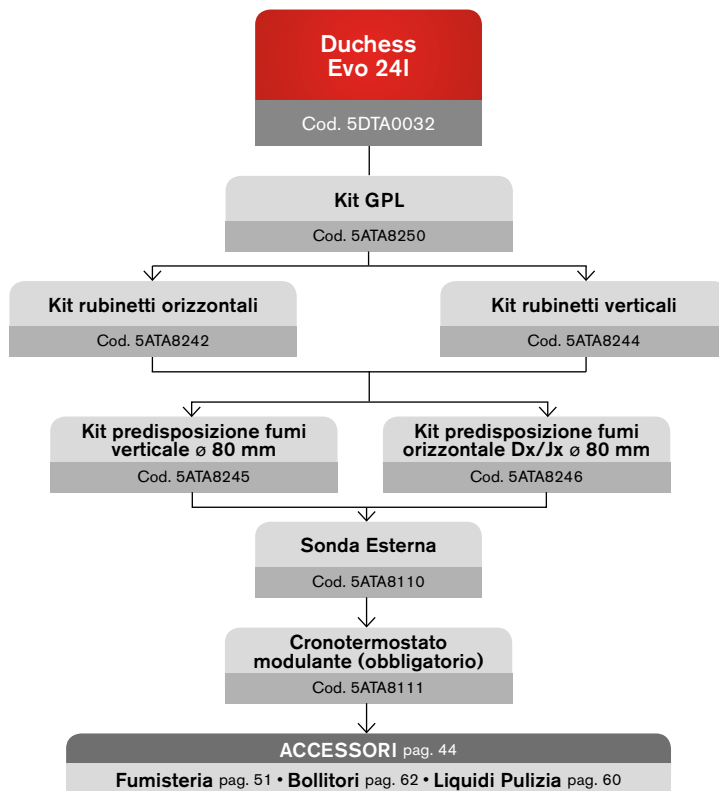 Duchess
Evo 24I
Cod. 5DTA0032
Kit GPL
Cod. 5ATA8250
Kit rubinetti orizzontali
Cod. 5ATA8242
Kit rubinetti verticali
Cod. 5ATA8244
Kit predisposizione fumi
verticale ø 80 mm
Cod. 5ATA8245
Kit predisposizione fumi
orizzontale Dx/Jx ø 80 mm
Cod. 5ATA8246
Sonda Esterna
Cod. 5ATA8110
Cronotermostato
modulante (obbligatorio)
Cod. 5ATA8111
ACCESSORI pag. 44
Fumisteria pag. 51 • Bollitori pag. 62 • Liquidi Pulizia pag. 60